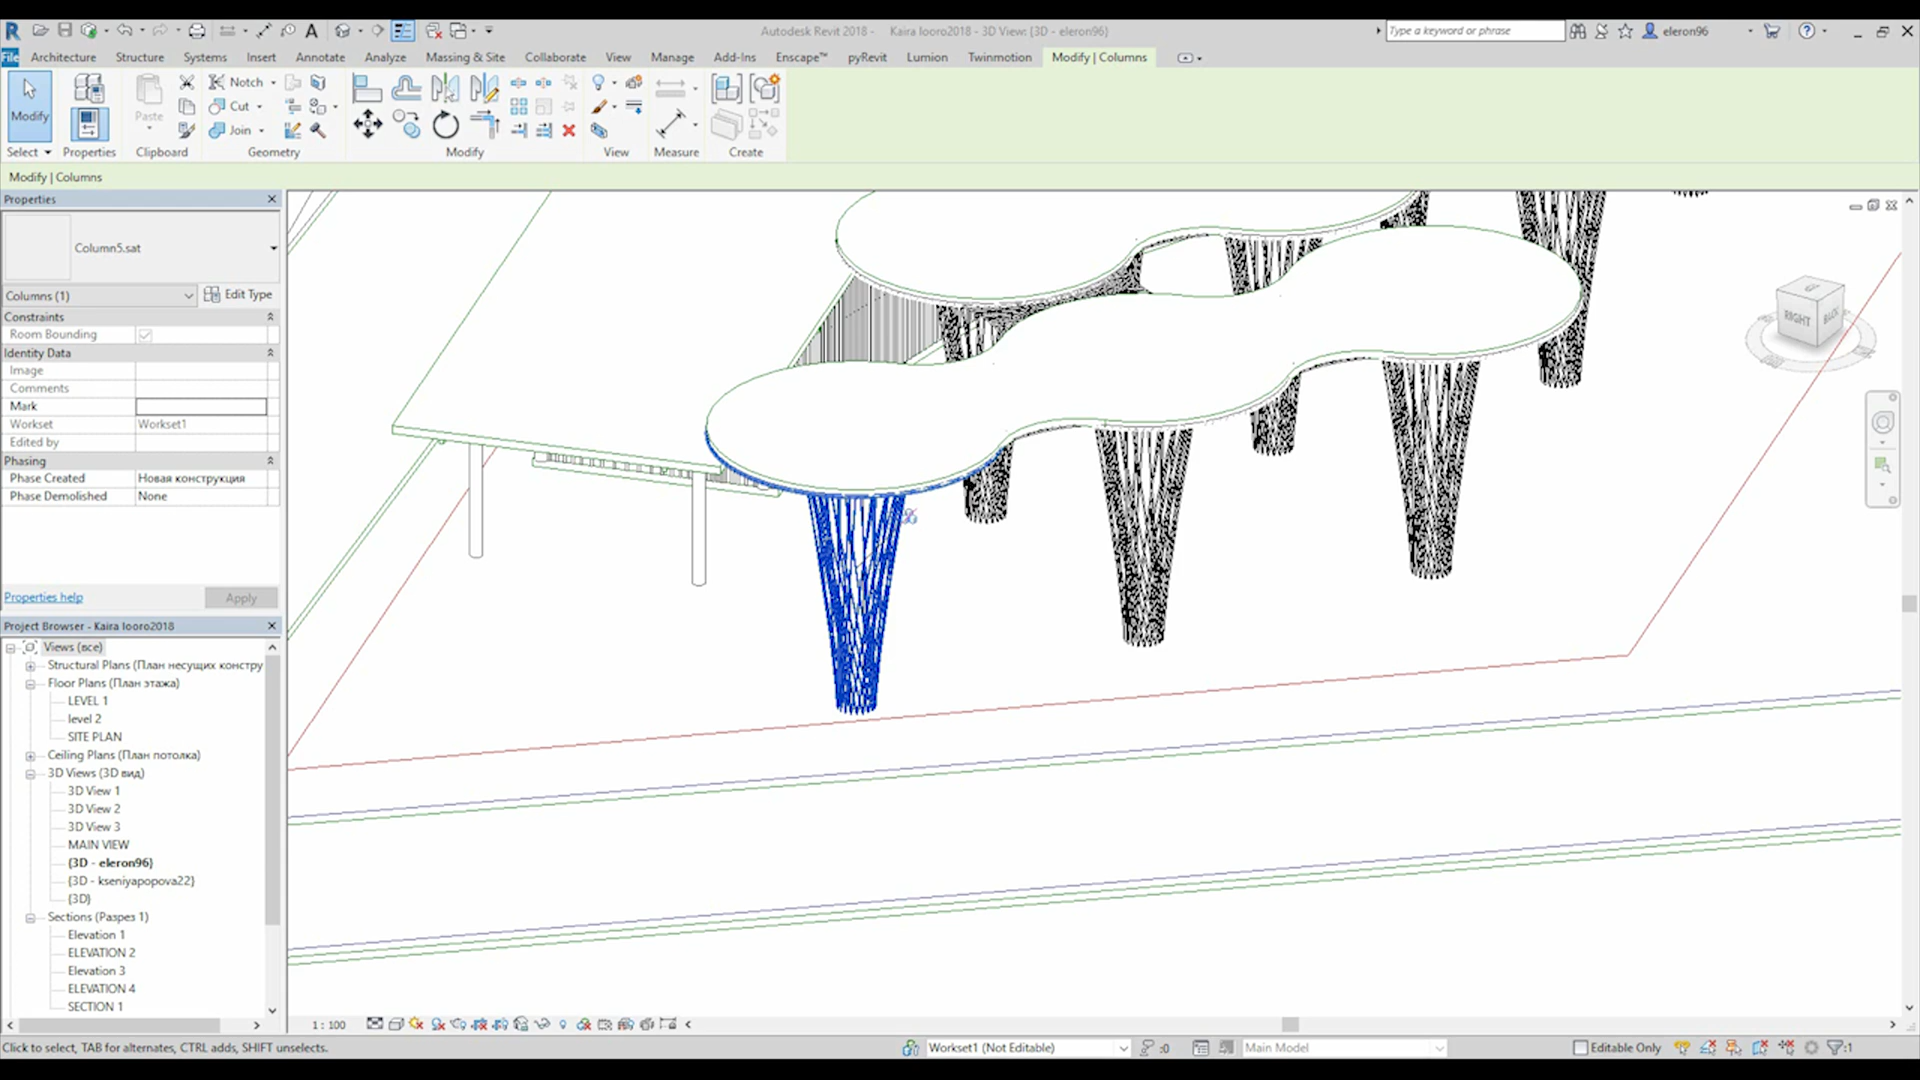 Autodesk Revit 2018 - Kaira looro2018 - 3D View: {3D - eleron96}
Type a keyword or phrase
eleron96
File Architecture Structure Systems Insert Annotate Analyze Massing & Site Collaborate View Manage Add-Ins Enscape™ pyRevit Lumion Twinmotion Modify | Columns
Modify
Paste
Notch
Cut
Join
Select Properties Clipboard Geometry Modify View Measure Create
Modify | Columns
Properties
Column5.sat
Columns (1)
Edit Type
Constraints
Room Bounding
Identity Data
Image
Comments
Mark
Workset Workset1
Edited by
Phasing
Phase Created Новая конструкция
Phase Demolished None
Properties help
Apply
Project Browser - Kaira looro2018
Views (все)
Structural Plans (План несущих констру
Floor Plans (План этажа)
LEVEL 1
level 2
SITE PLAN
Ceiling Plans (План потолка)
3D Views (3D вид)
3D View 1
3D View 2
3D View 3
MAIN VIEW
{3D - eleron96}
{3D - kseniyapopova22}
{3D}
Sections (Разрез 1)
Elevation 1
ELEVATION 2
Elevation 3
ELEVATION 4
SECTION 1
RIGHT
1 : 100
Click to select, TAB for alternates, CTRL adds, SHIFT unselects.
Workset1 (Not Editable)
:0
Main Model
Editable Only
:1